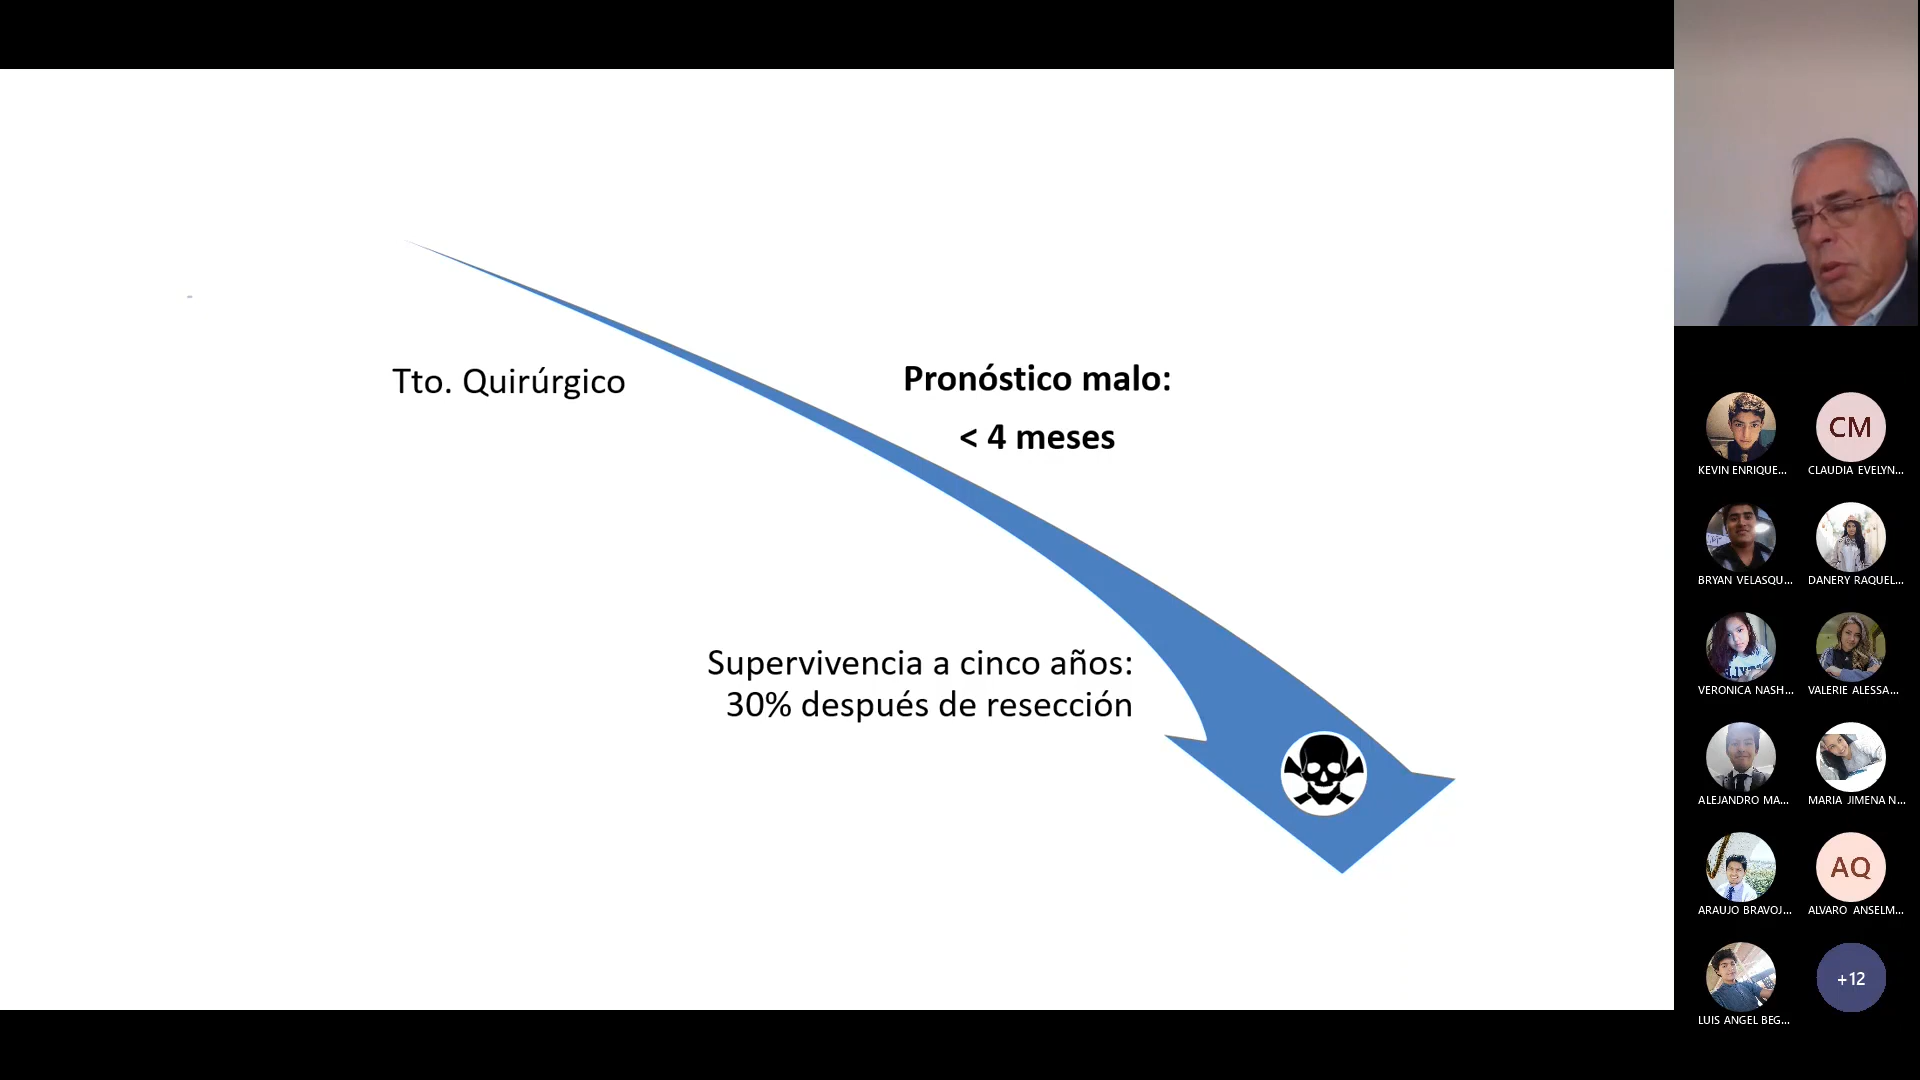 Tto. Quirúrgico
Pronóstico malo:
< 4 meses
Supervivencia a cinco años:
30% después de resección
KEVIN ENRIQUE...
CM
CLAUDIA EVELYN...
BRYAN VELASQU...
DANERY RAQUEL...
VERONICA NASH...
VALERIE ALESSA...
ALEJANDRO MA...
MARIA JIMENA N...
ARAUJO BRAVOJ...
AQ
ALVARO ANSELM...
LUIS ANGEL BEG...
+12